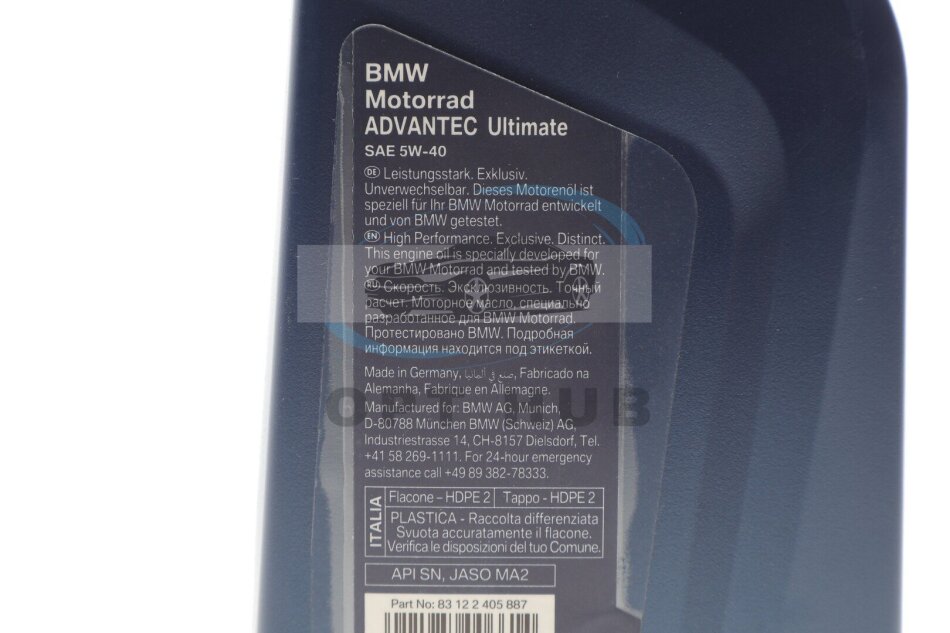 BMW
Motorrad
ADVANTEC Ultimate
SAE 5W-40
DE Leistungsstark. Exklusiv.
Unverwechselbar. Dieses Motorenöl ist
speziell für Ihr BMW Motorrad entwickelt
und von BMW getestet.
EN High Performance. Exclusive. Distinct.
This engine oil is specially developed for
your BMW Motorrad and tested by BMW.
RU Скорость. Эксклюзивность. Точный
расчет. Моторное масло, специально
разработанное для BMW Motorrad.
Протестировано BMW. Подробная
информация находится под этикеткой.
Made in Germany, صنع في ألمانيا, Fabricado na
Alemanha, Fabrique en Allemagne.
OPT CLUB
Manufactured for: BMW AG, Munich,
D-80788 München BMW (Schweiz) AG,
Industriestrasse 14, CH-8157 Dielsdorf, Tel.
+41 58 269-1111. For 24-hour emergency
assistance call +49 89 382-78333.
ITALIA
Flacone – HDPE 2 Tappo - HDPE 2
PLASTICA - Raccolta differenziata
Svuota accuratamente il flacone.
Verifica le disposizioni del tuo Comune.
API SN, JASO MA2
Part No: 83 12 2 405 887